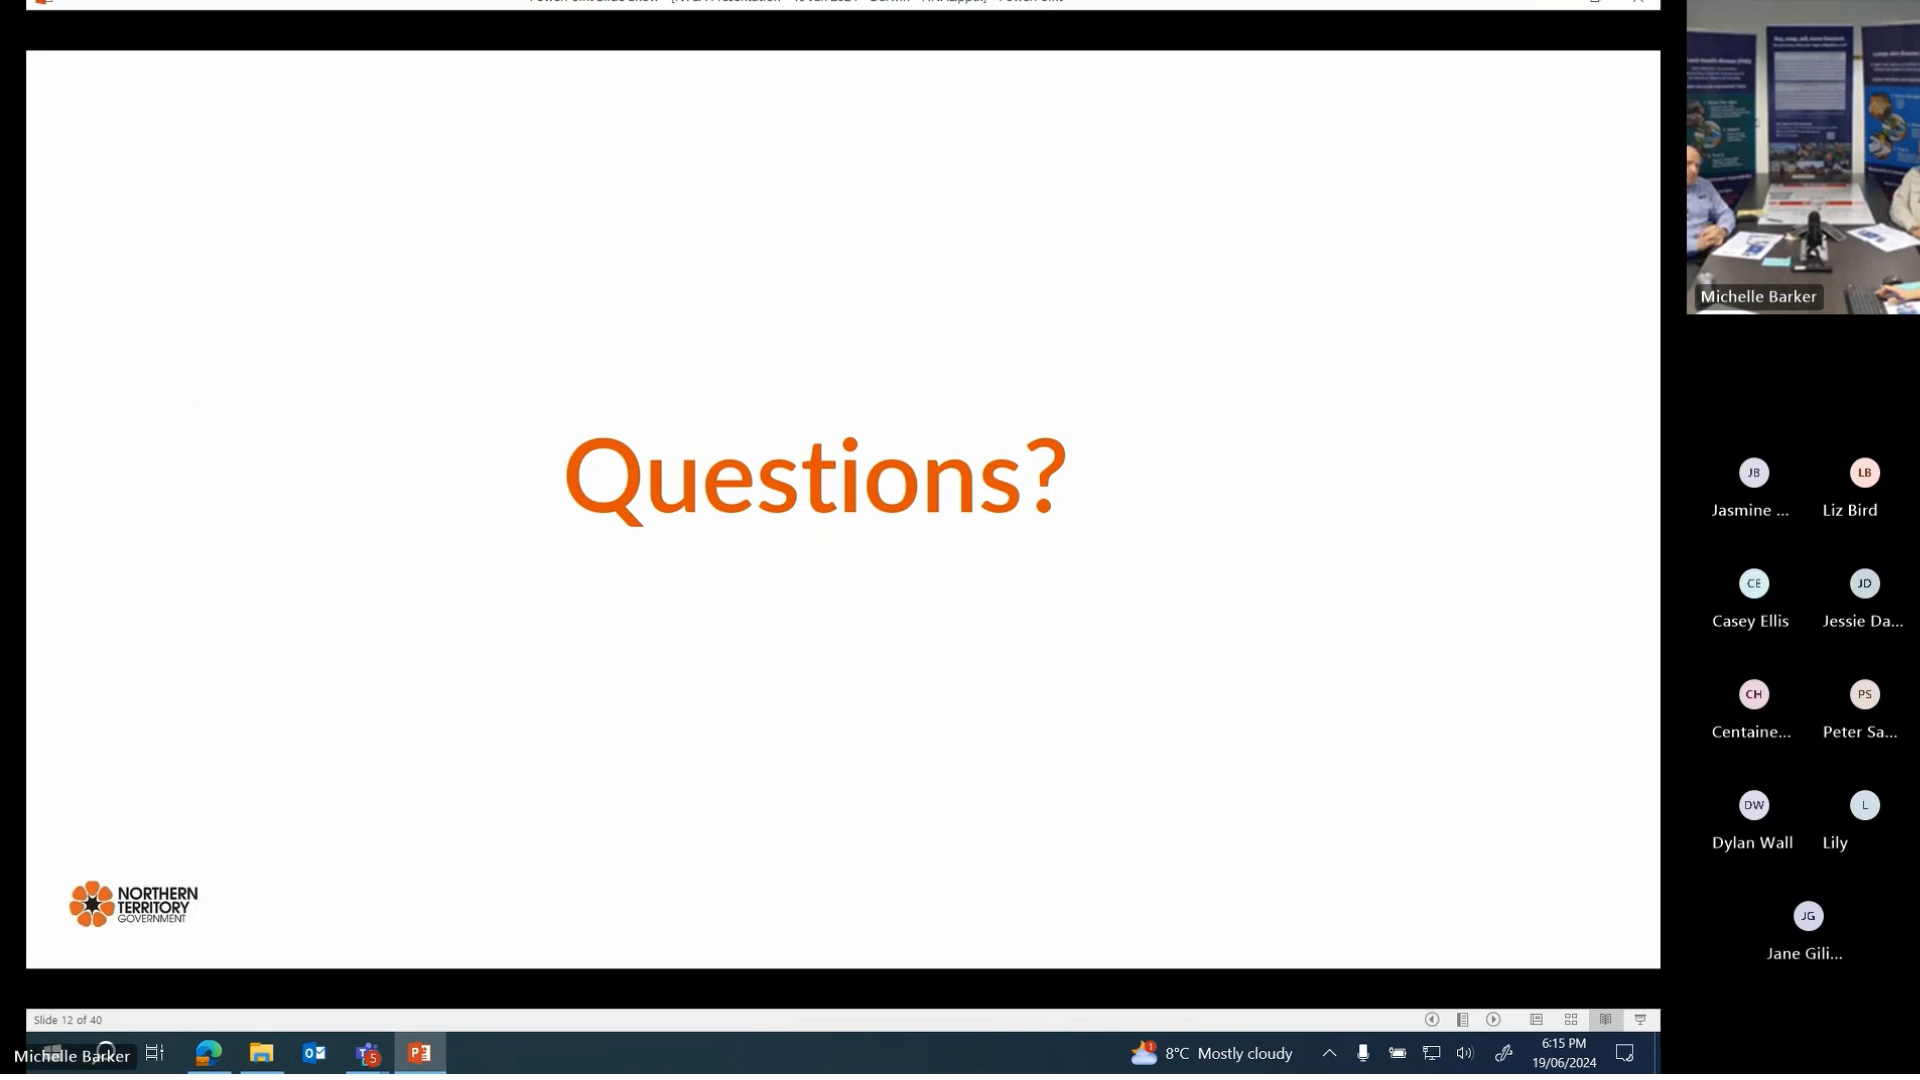 Questions?
NORTHERN
TERRITORY
GOVERNMENT
Michelle Barker
JB
LB
Jasmine ...
Liz Bird
CE
JD
Casey Ellis
Jessie Da...
CH
PS
Centaine...
Peter Sa...
DW
L
Dylan Wall
Lily
JG
Jane Gili...
Slide 12 of 40
Michelle Barker
5
1
8°C Mostly cloudy
6:15 PM
19/06/2024